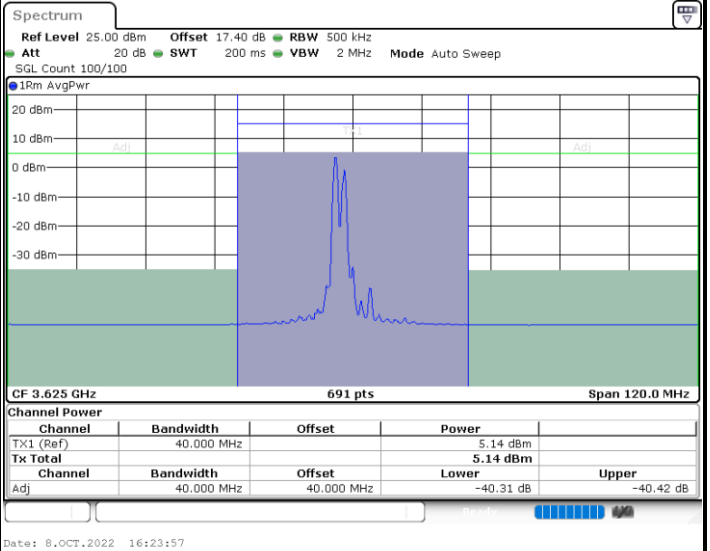 Spectrum
Ref Level 25.00 dBm Offset 17.40 dB RBW 500 kHz
Att 20 dB SWT 200 ms VBW 2 MHz Mode Auto Sweep
SGL Count 100/100
1Rm AvgPwr
20 dBm
TX1
10 dBm
Adj Adj
0 dBm
-10 dBm
-20 dBm
-30 dBm
CF 3.625 GHz 691 pts Span 120.0 MHz
Channel Power
Channel Bandwidth Offset Power
TX1 (Ref) 40.000 MHz 5.14 dBm
Tx Total 5.14 dBm
Channel Bandwidth Offset Lower Upper
Adj 40.000 MHz 40.000 MHz -40.31 dB -40.42 dB
Ready
Date: 8.OCT.2022 16:23:57